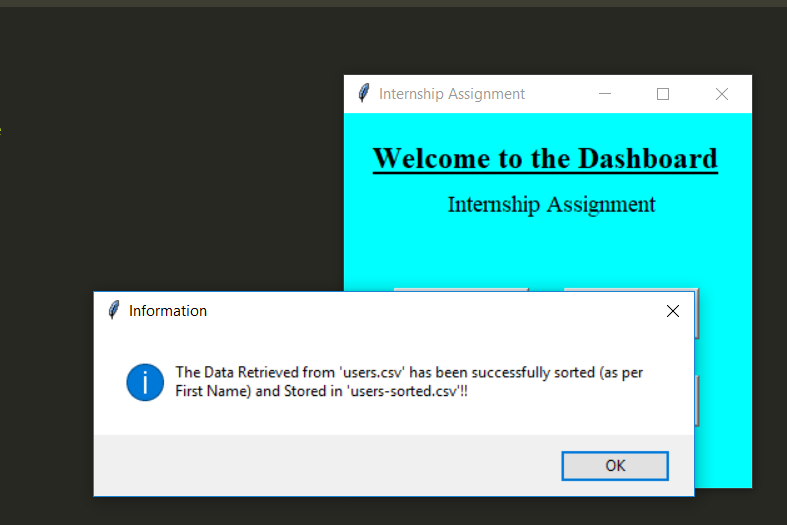 Internship Assignment
Welcome to the Dashboard
Internship Assignment
Information
The Data Retrieved from 'users.csv' has been successfully sorted (as per
First Name) and Stored in 'users-sorted.csv'!!
OK